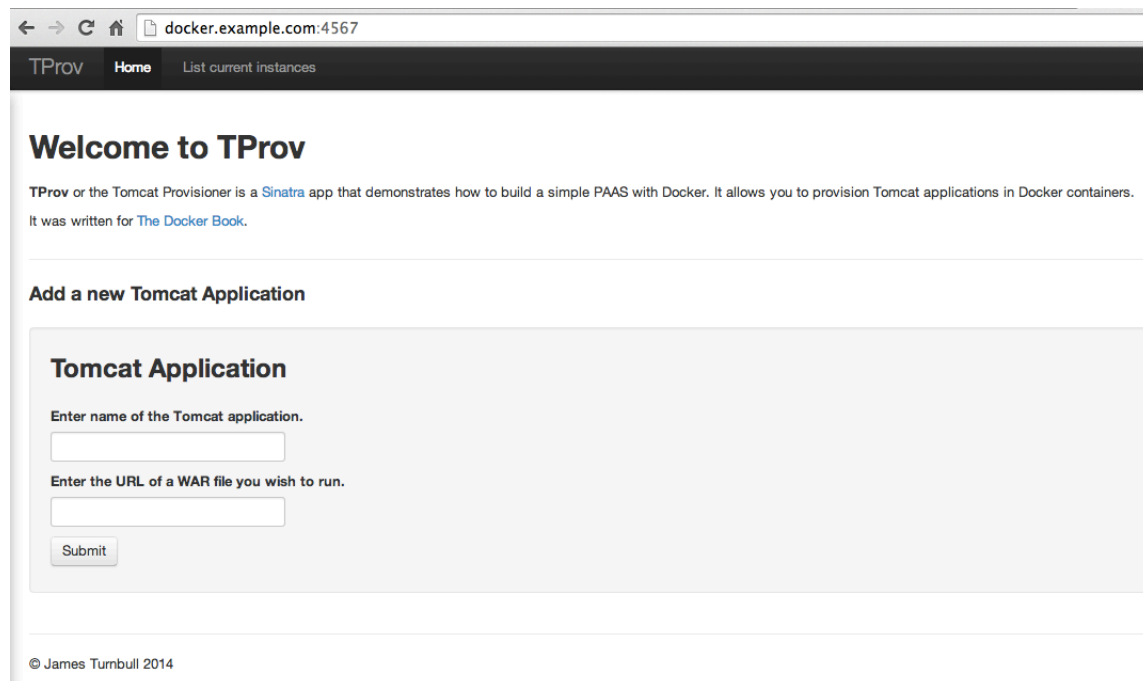 docker.example.com:4567
TProv Home List current instances
Welcome to TProv
TProv or the Tomcat Provisioner is a Sinatra app that demonstrates how to build a simple PAAS with Docker. It allows you to provision Tomcat applications in Docker containers.
It was written for The Docker Book.
Add a new Tomcat Application
Tomcat Application
Enter name of the Tomcat application.
Enter the URL of a WAR file you wish to run.
Submit
© James Turnbull 2014